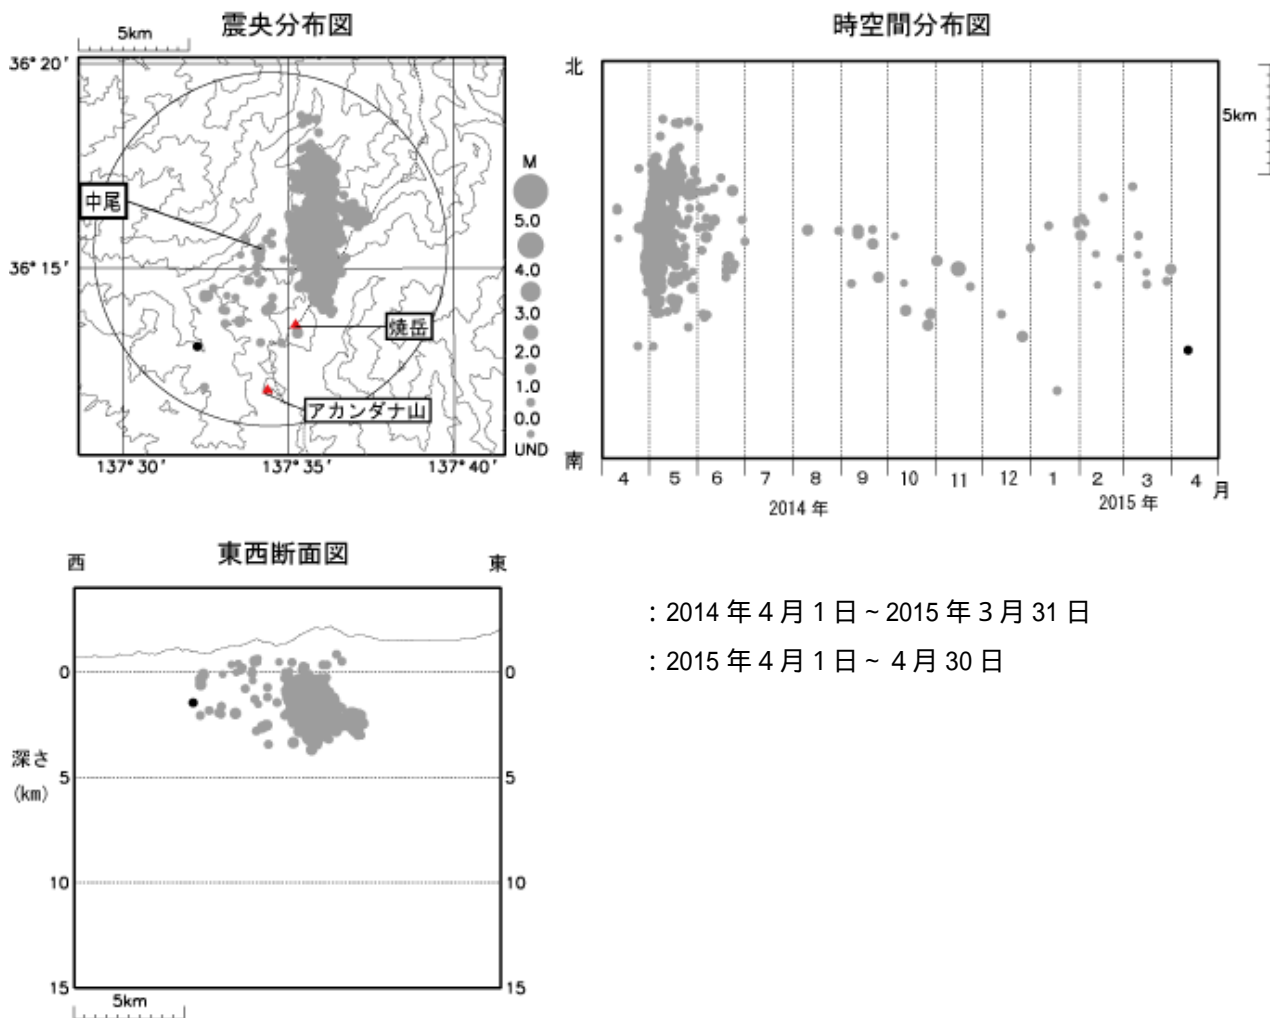 震央分布図
5km
36°20'
中尾
36°15'
焼岳
アカンダナ山
137°30'
137°35'
137°40'
M
5.0
4.0
3.0
2.0
1.0
0.0
UND
時空間分布図
北
5km
南
4 5 6 7 8 9 10 11 12 1 2 3 4 月
2014 年
2015 年
東西断面図
西
東
0 0
深さ
(km)
5 5
10 10
15 15
5km
：2014 年 4 月 1 日 ~ 2015 年 3 月 31 日
：2015 年 4 月 1 日 ~ 4 月 30 日